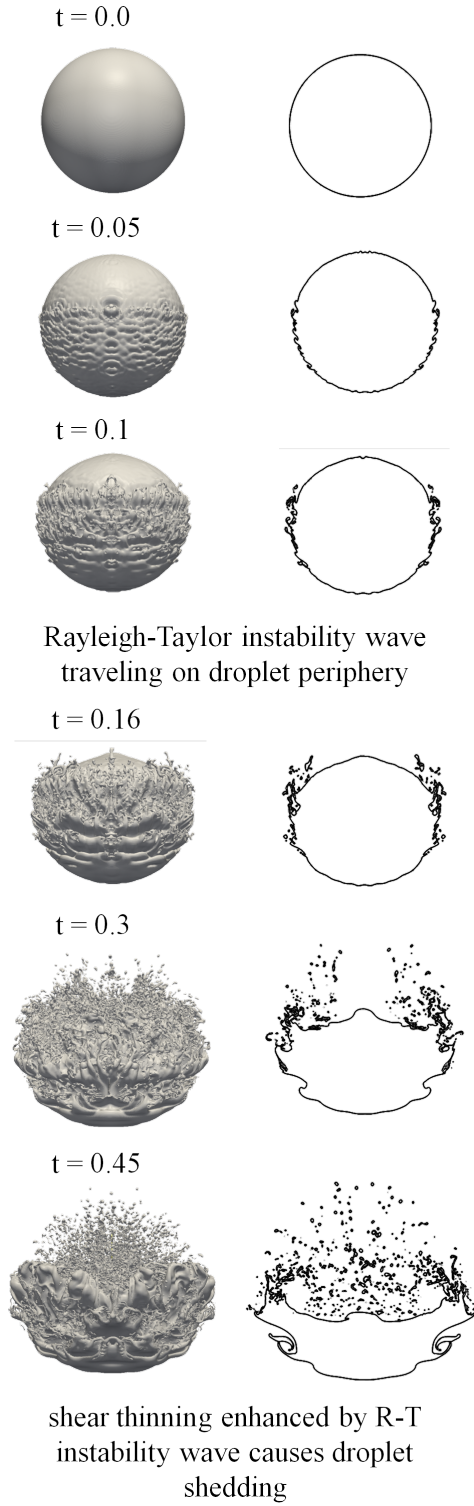 t = 0.0
t = 0.05
t = 0.1
Rayleigh-Taylor instability wave
traveling on droplet periphery
t = 0.16
t = 0.3
t = 0.45
shear thinning enhanced by R-T
instability wave causes droplet
shedding